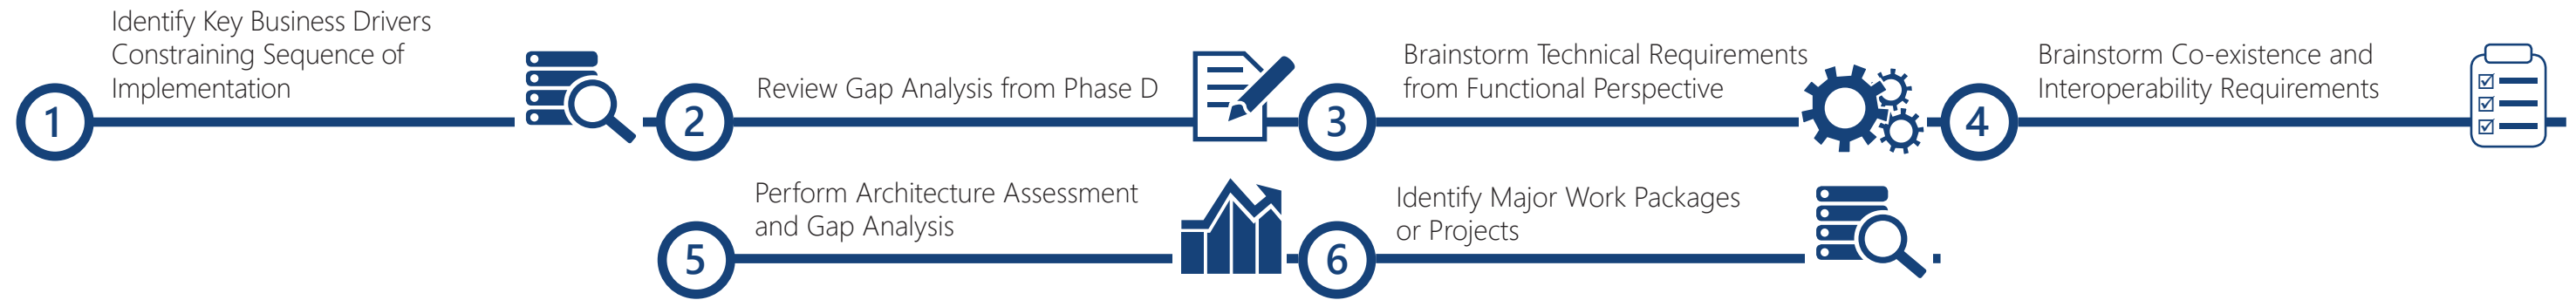 1
Identify Key Business Drivers
Constraining Sequence of
Implementation
2
Review Gap Analysis from Phase D
3
Brainstorm Technical Requirements
from Functional Perspective
4
Brainstorm Co-existence and
Interoperability Requirements
5
Perform Architecture Assessment
and Gap Analysis
6
Identify Major Work Packages
or Projects